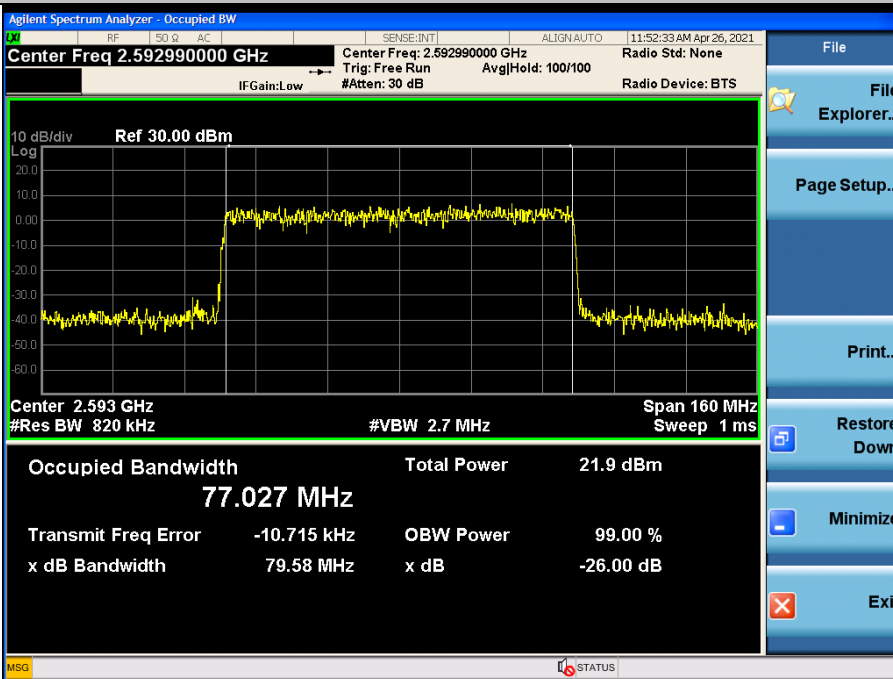 Agilent Spectrum Analyzer - Occupied BW
LXI RF 50 Ω AC SENSE:INT ALIGN AUTO 11:52:33 AM Apr 26, 2021
Center Freq 2.592990000 GHz
Center Freq: 2.592990000 GHz Radio Std: None
Trig: Free Run Avg|Hold: 100/100
IFGain:Low #Atten: 30 dB Radio Device: BTS
10 dB/div Ref 30.00 dBm
Log
20.0
10.0
0.00
-10.0
-20.0
-30.0
-40.0
-50.0
-60.0
Center 2.593 GHz Span 160 MHz
#Res BW 820 kHz #VBW 2.7 MHz Sweep 1 ms
Occupied Bandwidth Total Power 21.9 dBm
77.027 MHz
Transmit Freq Error -10.715 kHz OBW Power 99.00 %
x dB Bandwidth 79.58 MHz x dB -26.00 dB
MSG STATUS
File
File
Explorer..
Page Setup..
Print..
Restore
Down
Minimize
Exi